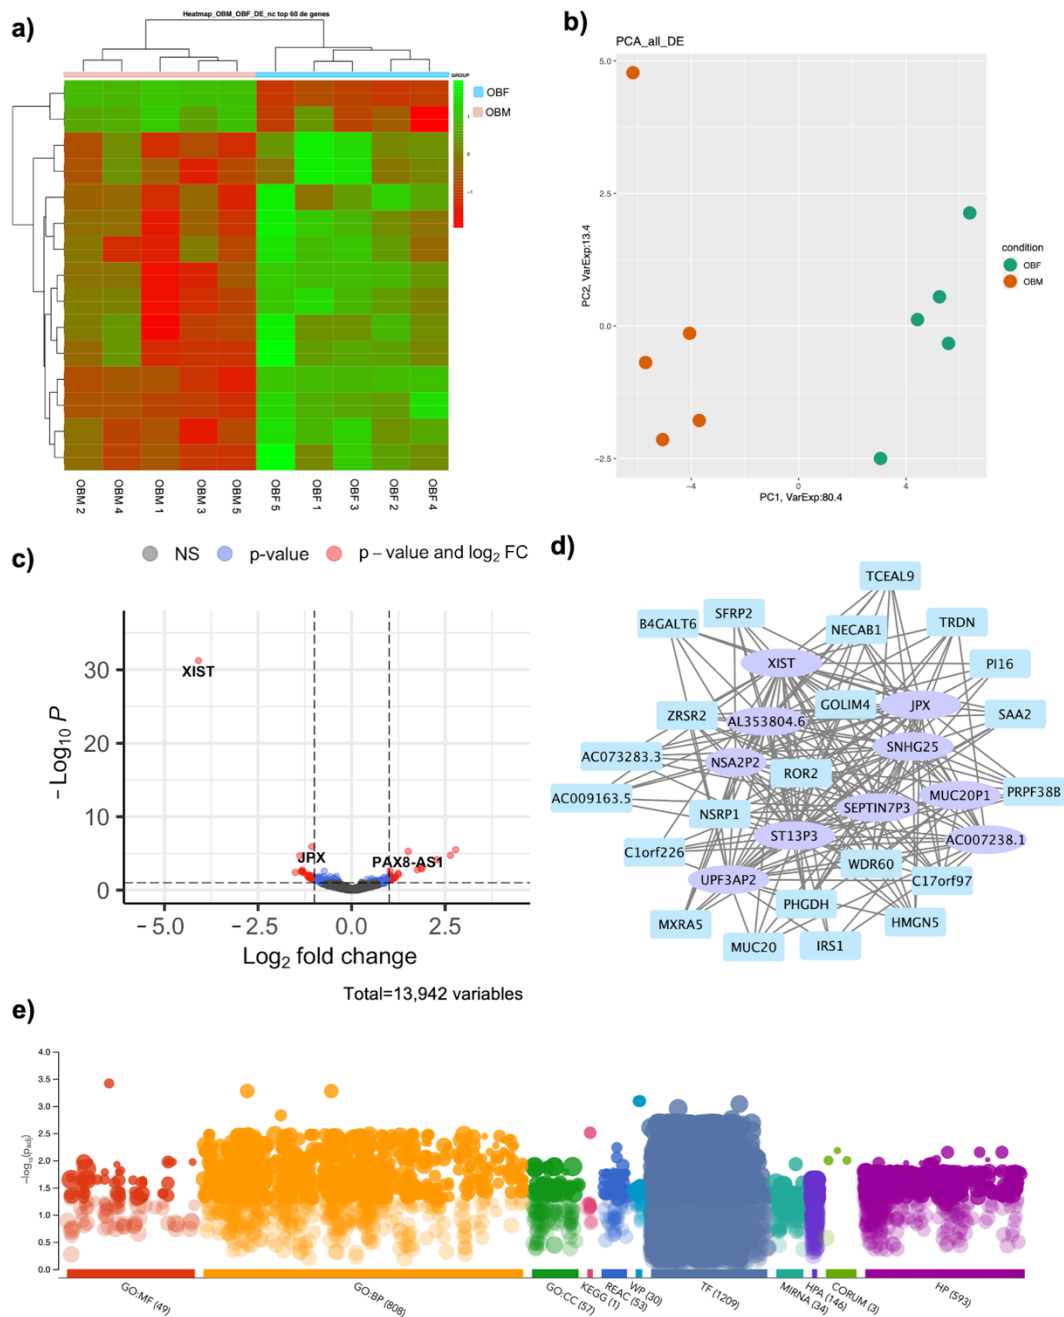 a)
Heatmap_OBM_OBF_DE_nc top 60 de genes
GROUP
OBF
OBM
1
0
-1
OBM 2
OBM 4
OBM 1
OBM 3
OBM 5
OBF 5
OBF 1
OBF 3
OBF 2
OBF 4
b)
PCA_all_DE
5.0
2.5
0.0
-2.5
PC2, VarExp:13.4
-4
0
4
PC1, VarExp:80.4
condition
OBF
OBM
c)
NS
p-value
p – value and log2 FC
30
20
10
0
− Log10 P
XIST
JPX
PAX8-AS1
-5.0
-2.5
0.0
2.5
Log2 fold change
Total=13,942 variables
d)
TCEAL9
SFRP2
B4GALT6
NECAB1
TRDN
XIST
PI16
GOLIM4
JPX
ZRSR2
AL353804.6
SAA2
SNHG25
AC073283.3
NSA2P2
ROR2
AC009163.5
MUC20P1
PRPF38B
NSRP1
SEPTIN7P3
ST13P3
AC007238.1
C1orf226
WDR60
UPF3AP2
C17orf97
PHGDH
MXRA5
HMGN5
MUC20
IRS1
e)
4.0
3.5
3.0
2.5
2.0
1.5
1.0
0.5
0.0
−log10(padj)
GO:MF (49)
GO:BP (808)
GO:CC (57)
KEGG (1)
REAC (53)
WP (30)
TF (1209)
MIRNA (34)
HPA (146)
CORUM (3)
HP (593)